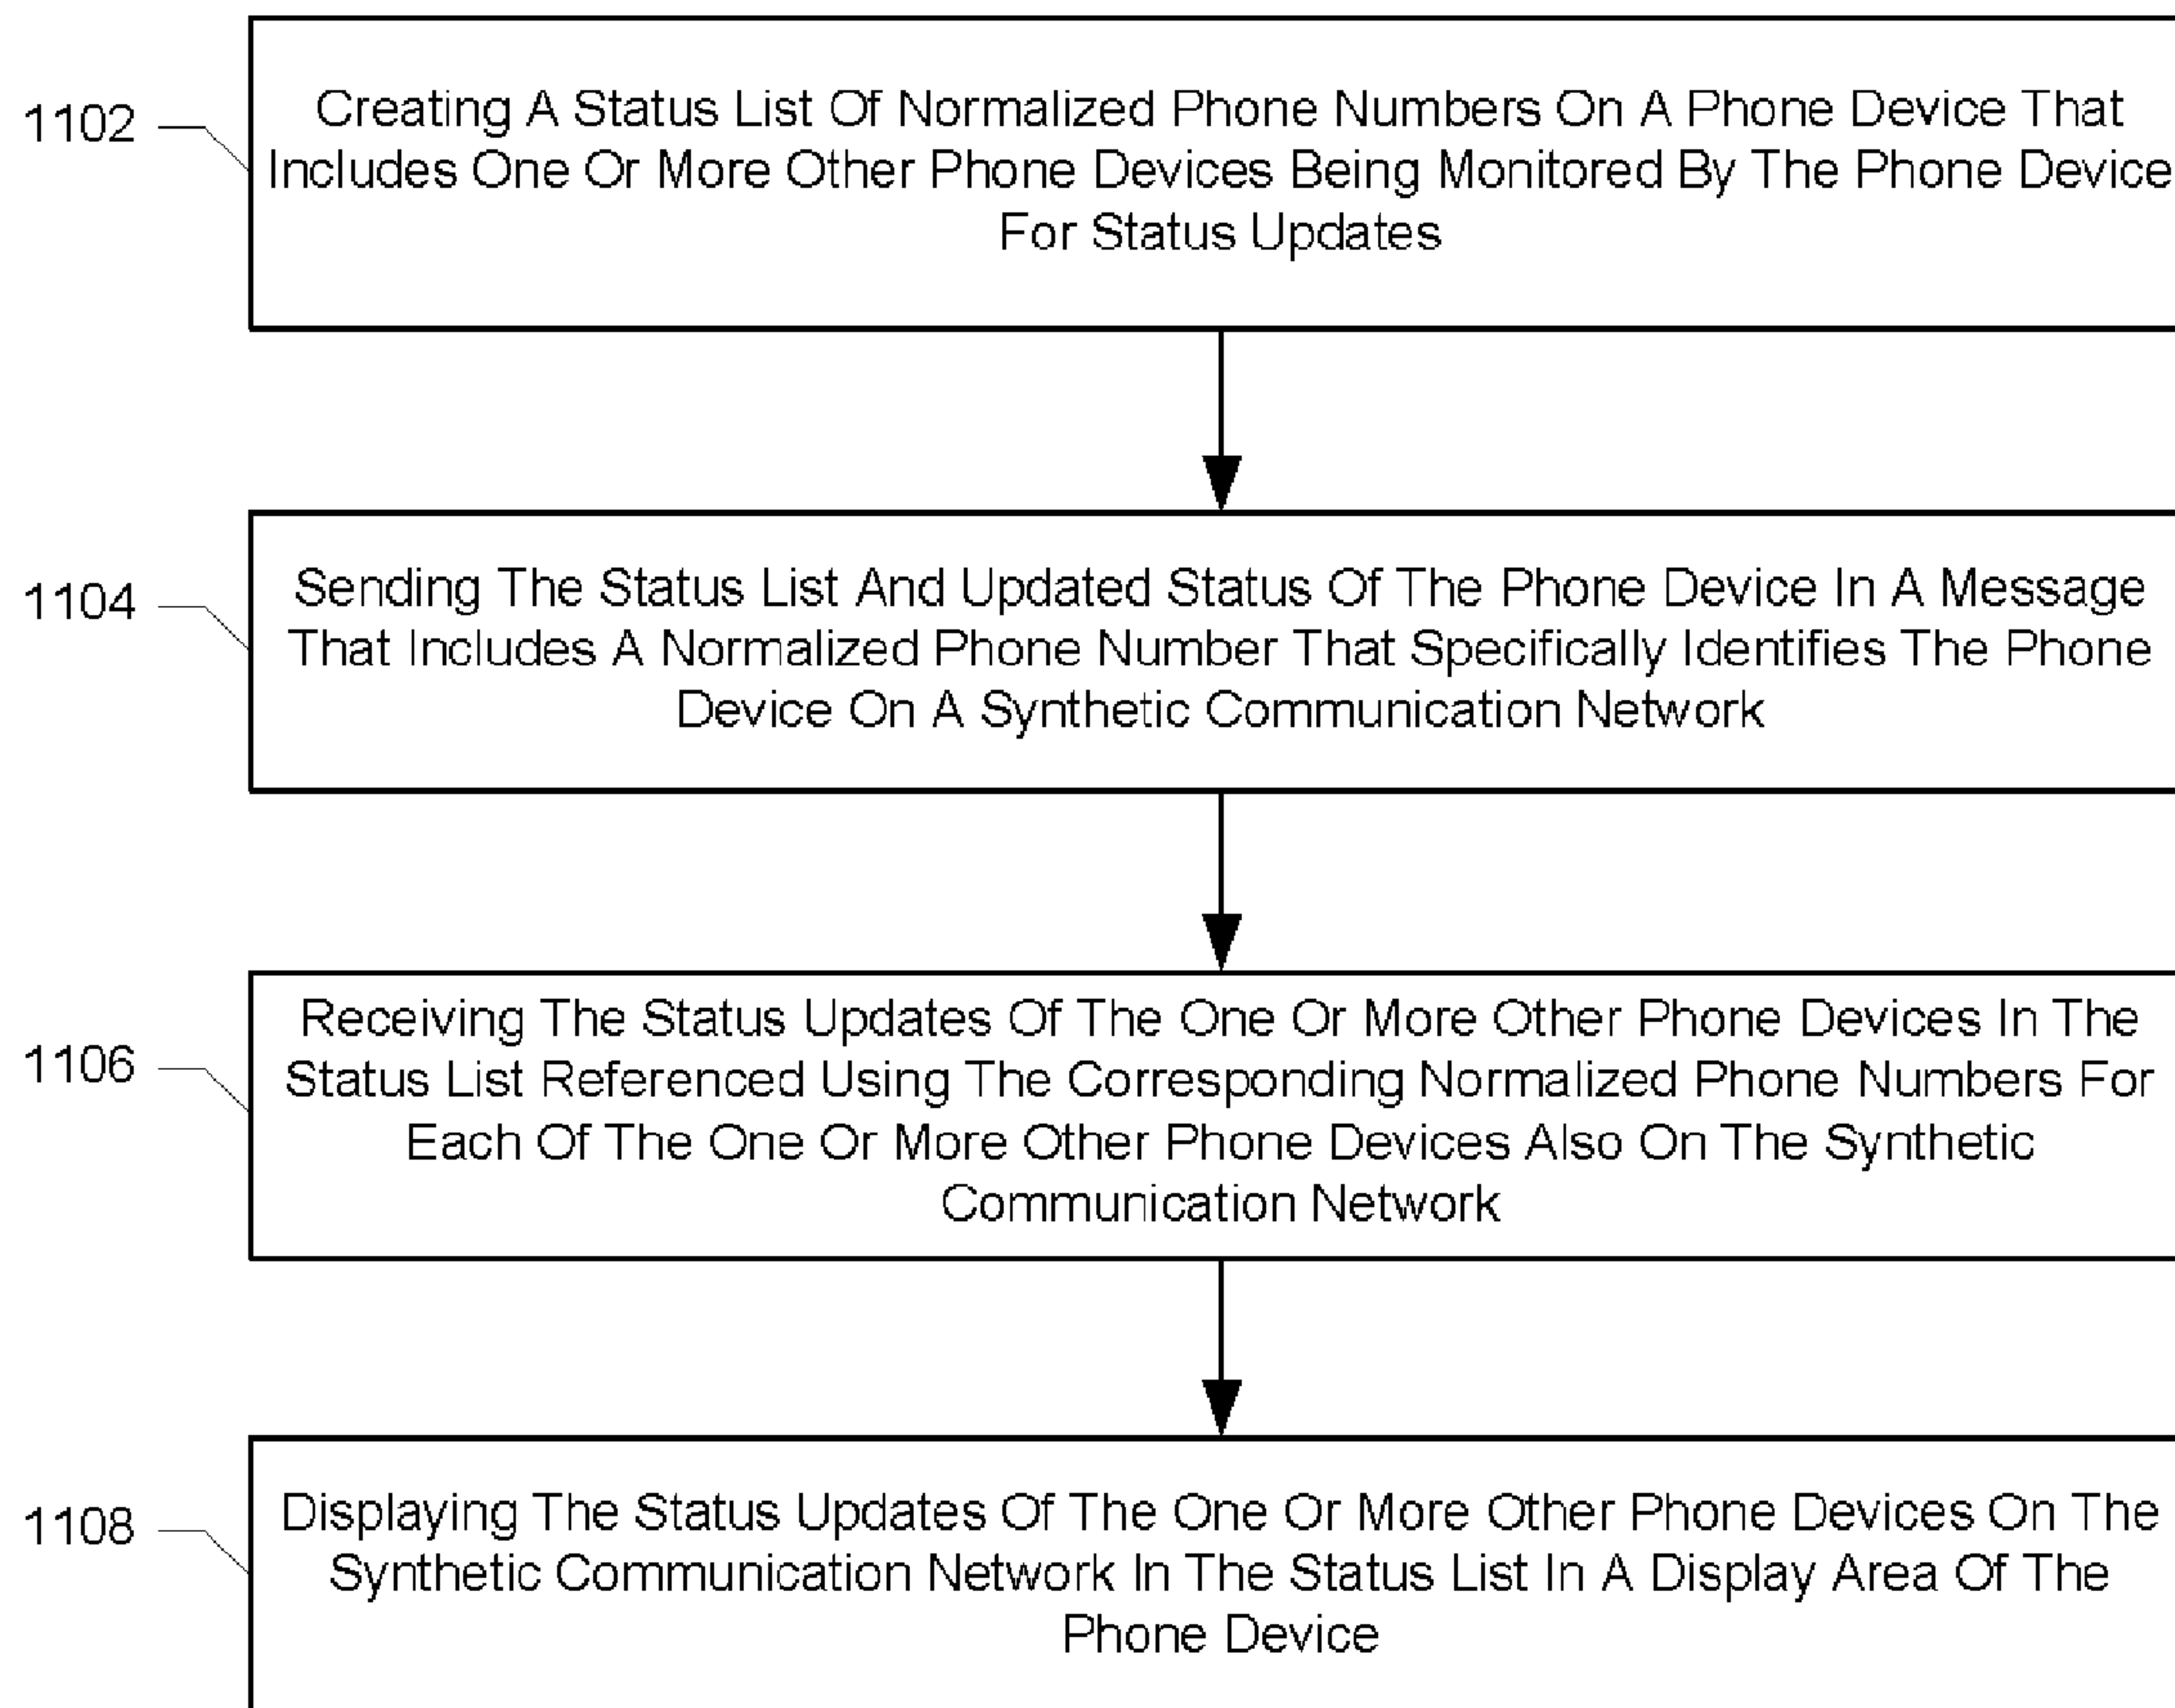 1102
Creating A Status List Of Normalized Phone Numbers On A Phone Device That
Includes One Or More Other Phone Devices Being Monitored By The Phone Device
For Status Updates
1104
Sending The Status List And Updated Status Of The Phone Device In A Message
That Includes A Normalized Phone Number That Specifically Identifies The Phone
Device On A Synthetic Communication Network
1106
Receiving The Status Updates Of The One Or More Other Phone Devices In The
Status List Referenced Using The Corresponding Normalized Phone Numbers For
Each Of The One Or More Other Phone Devices Also On The Synthetic
Communication Network
1108
Displaying The Status Updates Of The One Or More Other Phone Devices On The
Synthetic Communication Network In The Status List In A Display Area Of The
Phone Device